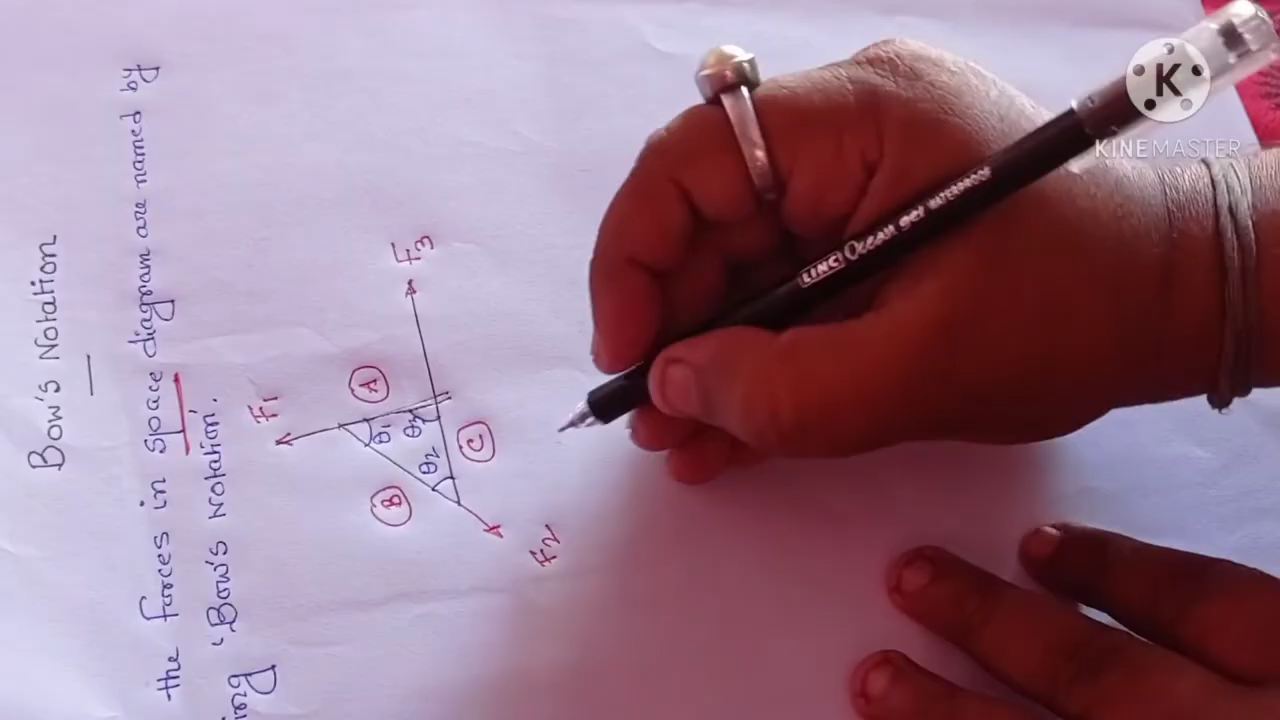 Bow's Notation
the forces in space diagram are named by
ing 'Bow's Notation'.
F1
A
F3
B
θ1
θ3
θ2
C
F2
LINC Ocean gel WATERPROOF
K
KINEMASTER